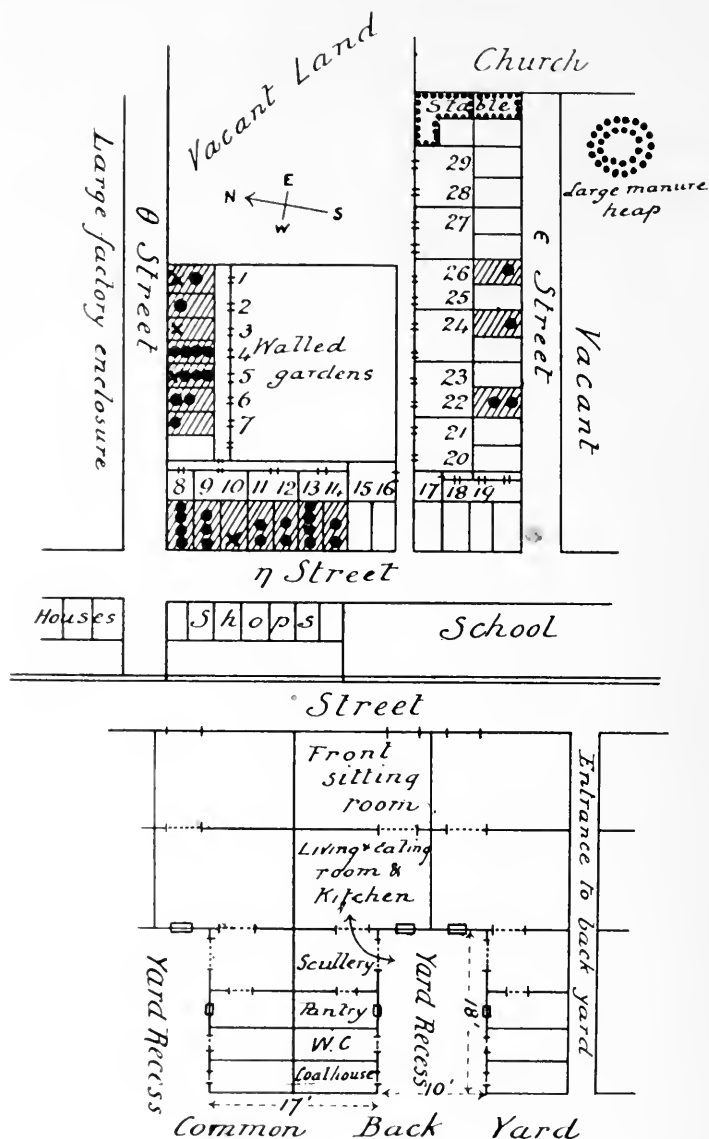 Church
Vacant Land
Stable
Large manure
heap
Large factory enclosure
θ Street
N
E
S
W
29
28
27
26
25
24
23
22
21
20
ε Street
Vacant
1
2
3
4
5
6
7
Walled
gardens
8 9 10 11 12 13 14 15 16
17 18 19
η Street
Houses
Shops
School
Street
Front
sitting
room
Living & Eating
room &
Kitchen
Entrance to back yard
Yard Recess
Scullery
Pantry
W.C
Coalhouse
Yard Recess
18'
17'
10'
Common Back Yard